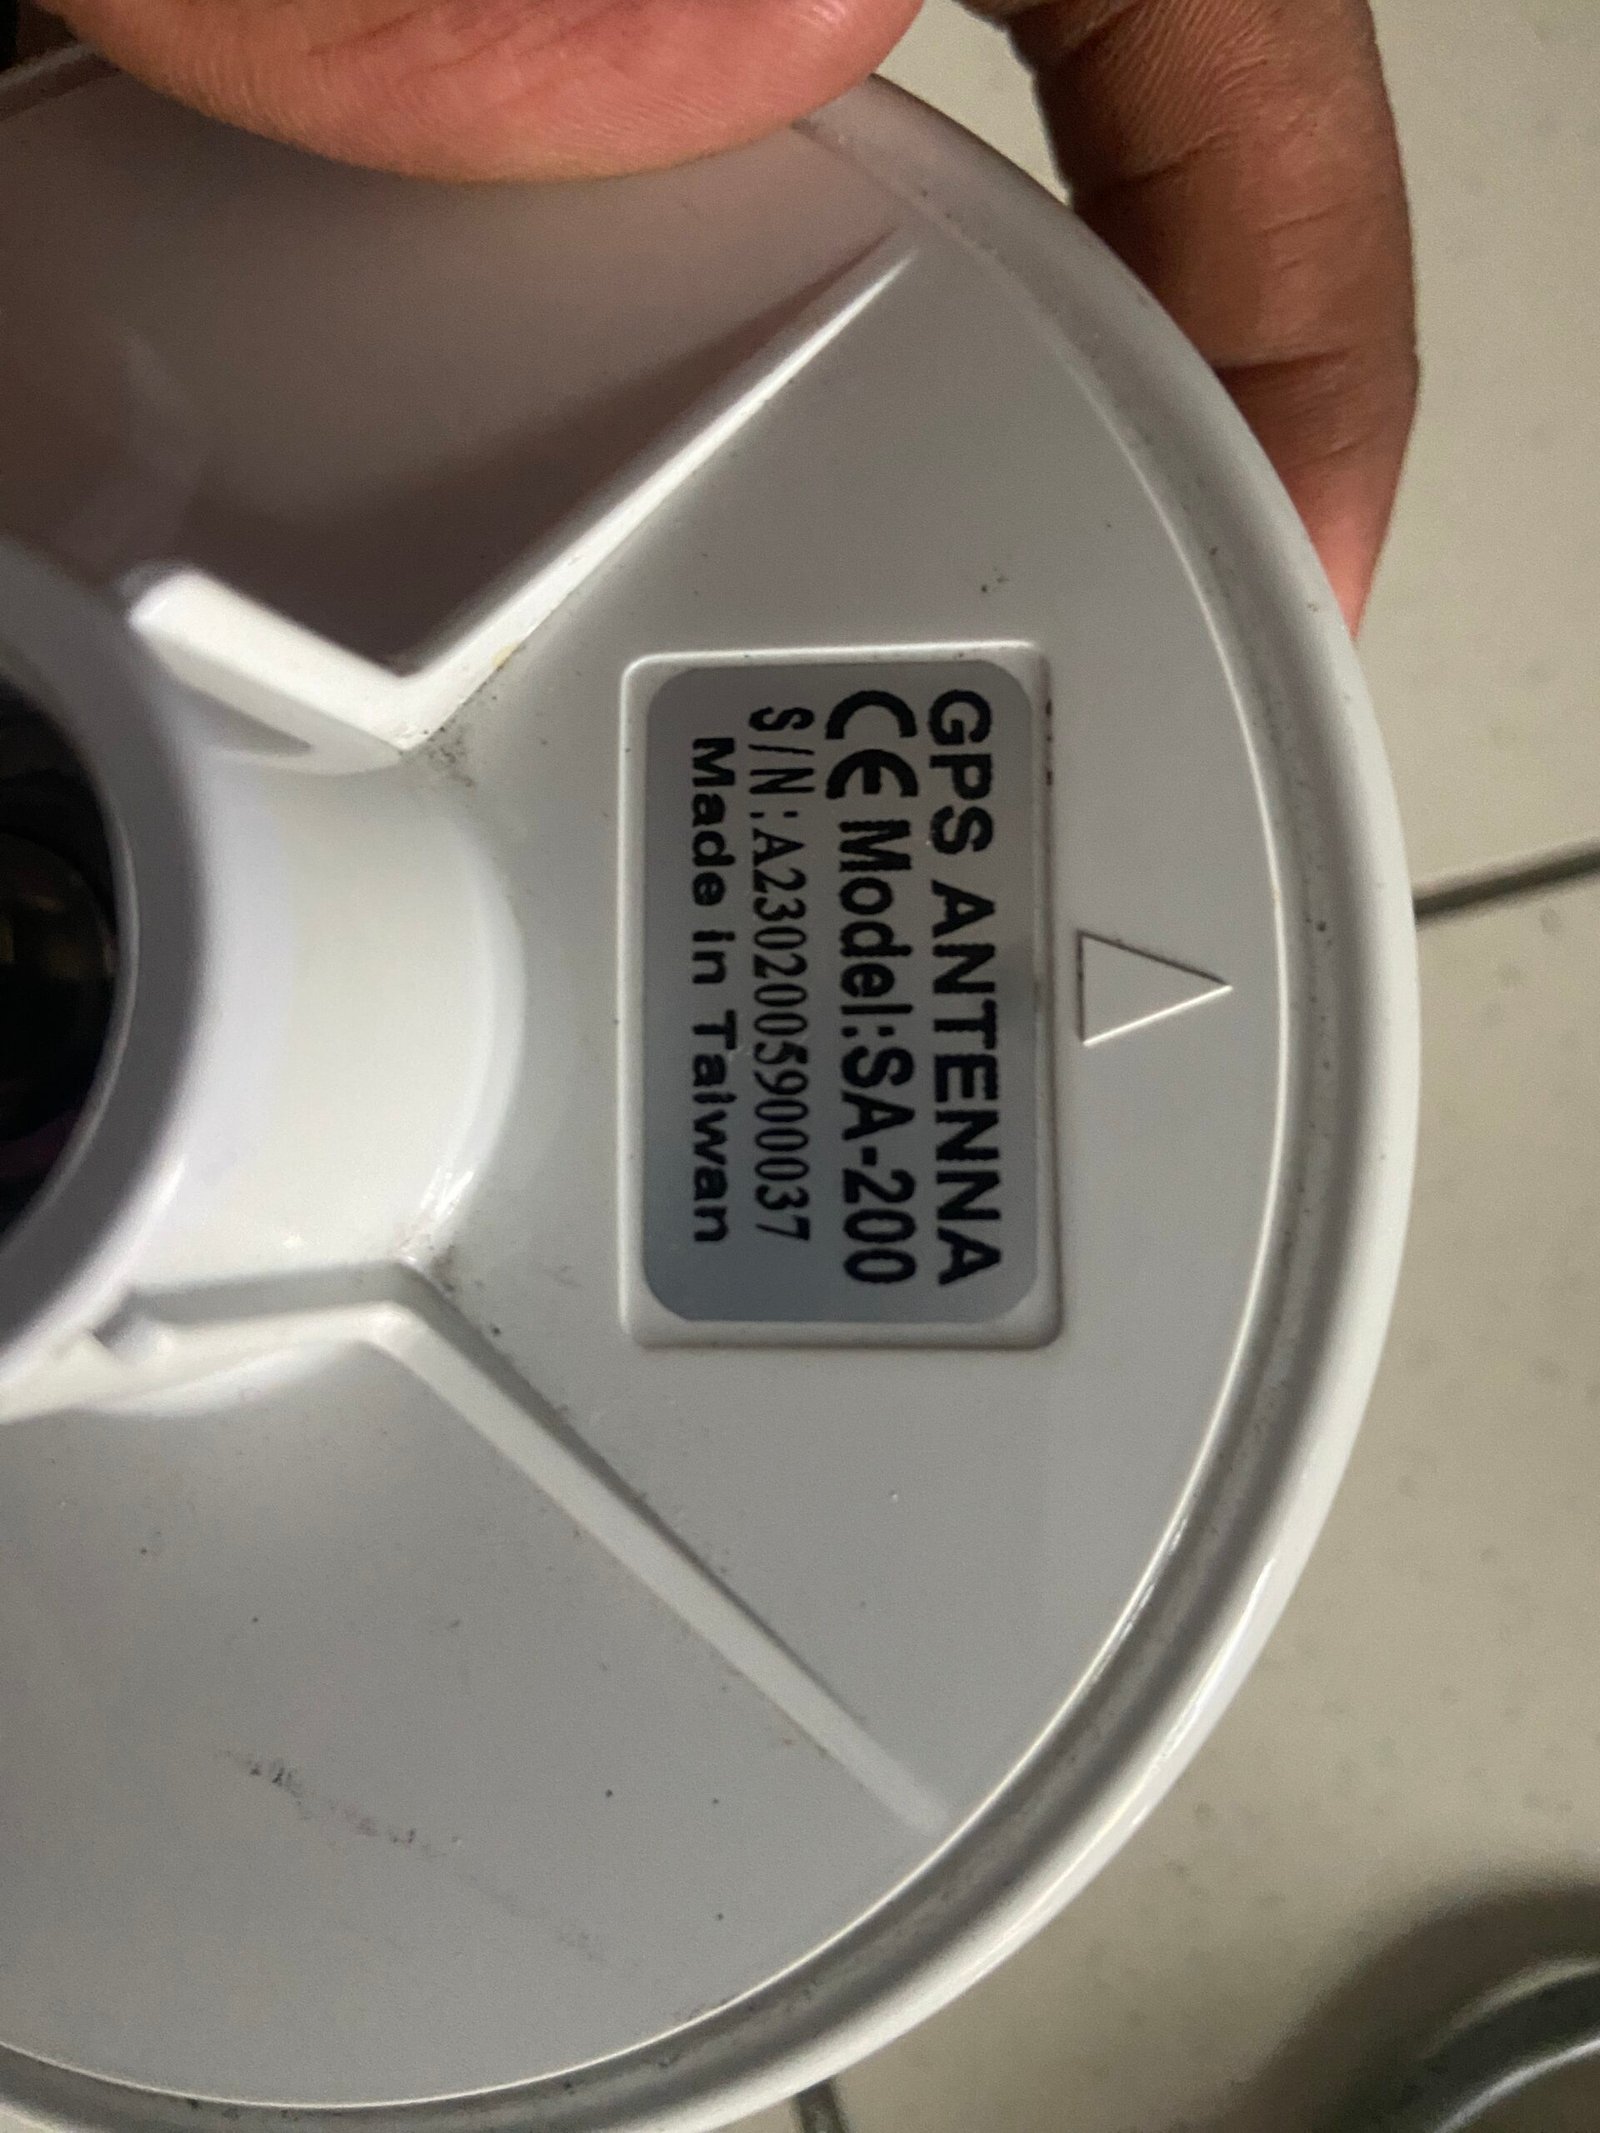 GPS ANTENNA
CE Model:SA-200
S/N:A2302005900037
Made in Taiwan